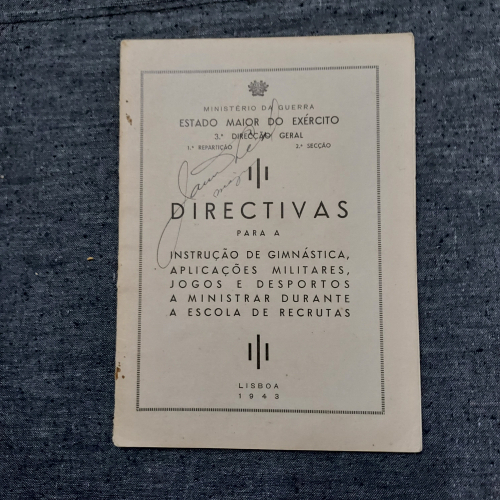 MINISTÉRIO DA GUERRA
ESTADO MAIOR DO EXÉRCITO
3.ª DIRECÇÃO GERAL
1.ª REPARTIÇÃO 2.ª SECÇÃO
DIRECTIVAS
PARA A
INSTRUÇÃO DE GIMNÁSTICA,
APLICAÇÕES MILITARES,
JOGOS E DESPORTOS
A MINISTRAR DURANTE
A ESCOLA DE RECRUTAS
LISBOA
1943